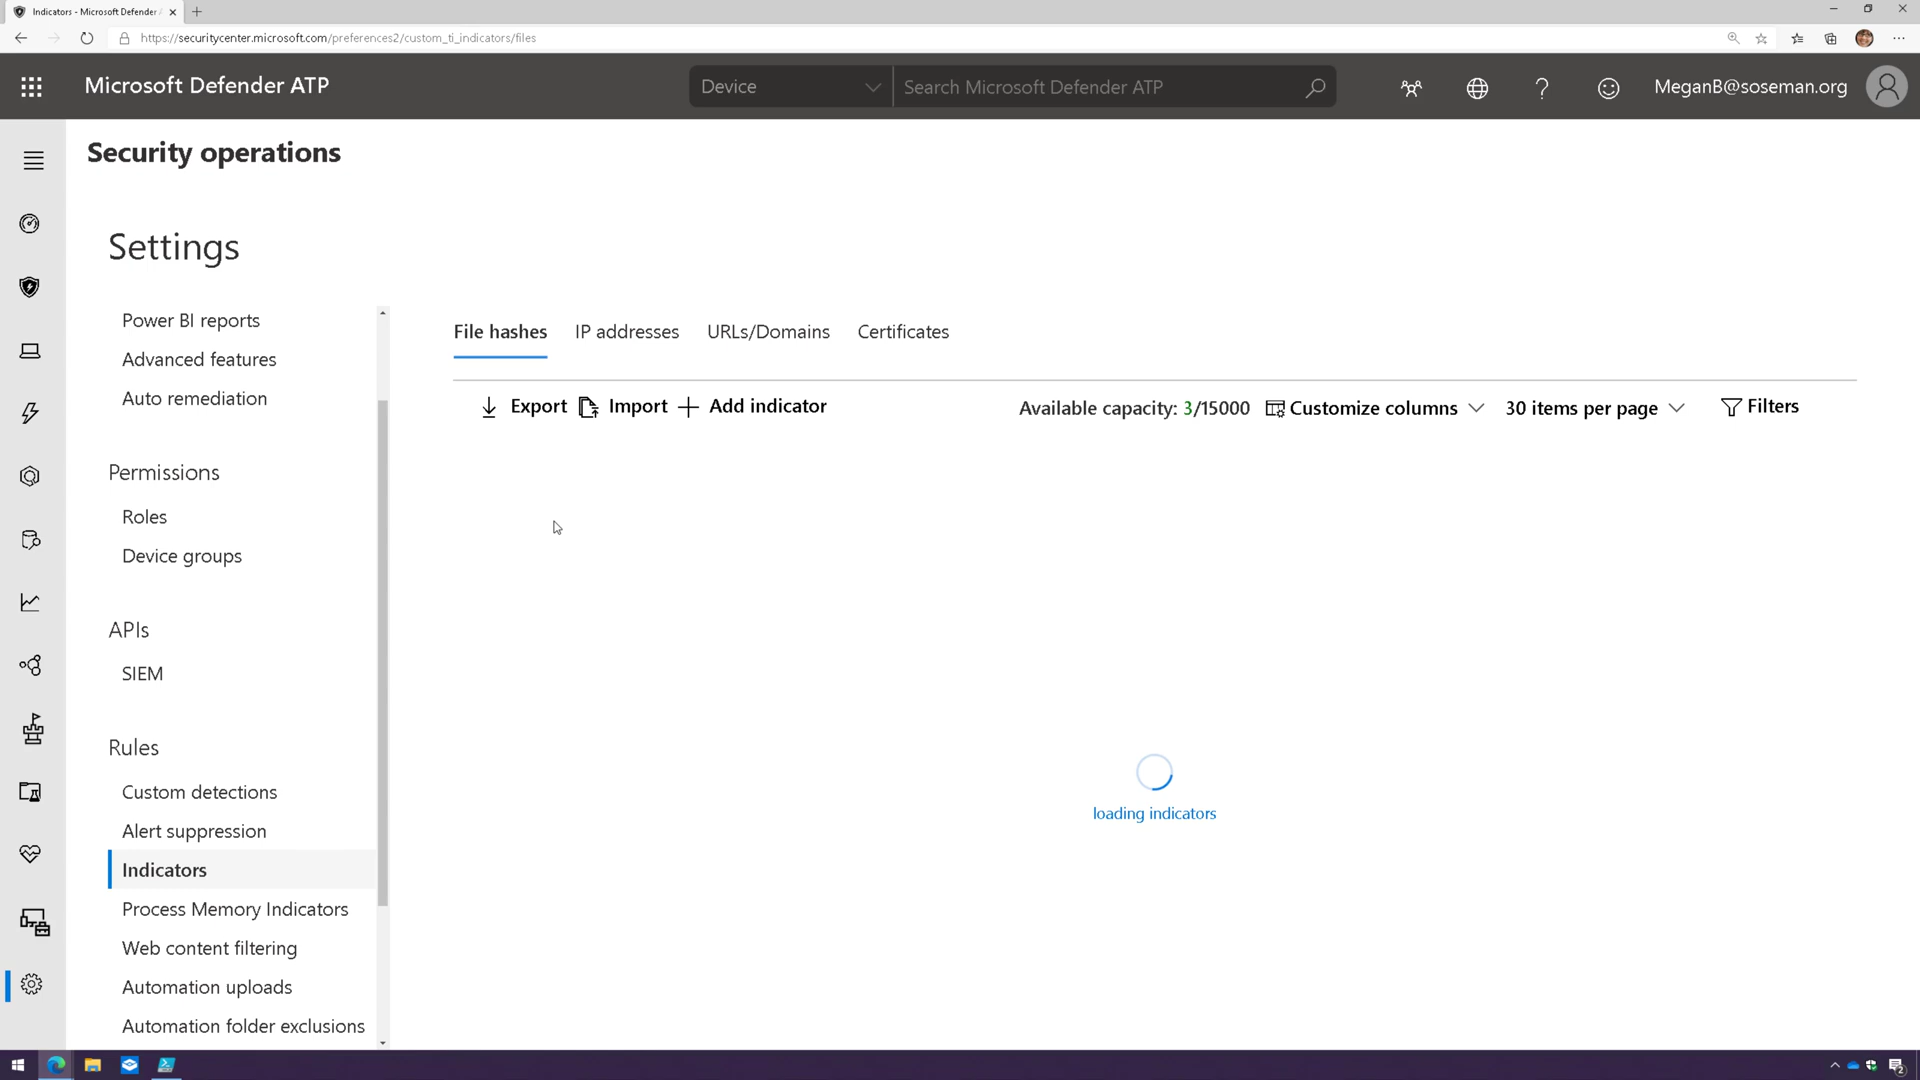 Indicators - Microsoft Defender
https://securitycenter.microsoft.com/preferences2/custom_ti_indicators/files
Microsoft Defender ATP
Device
Search Microsoft Defender ATP
MeganB@soseman.org
Security operations
Settings
Power BI reports
Advanced features
Auto remediation
Permissions
Roles
Device groups
APIs
SIEM
Rules
Custom detections
Alert suppression
Indicators
Process Memory Indicators
Web content filtering
Automation uploads
Automation folder exclusions
File hashes IP addresses URLs/Domains Certificates
Export Import Add indicator Available capacity: 3/15000 Customize columns 30 items per page Filters
loading indicators
2